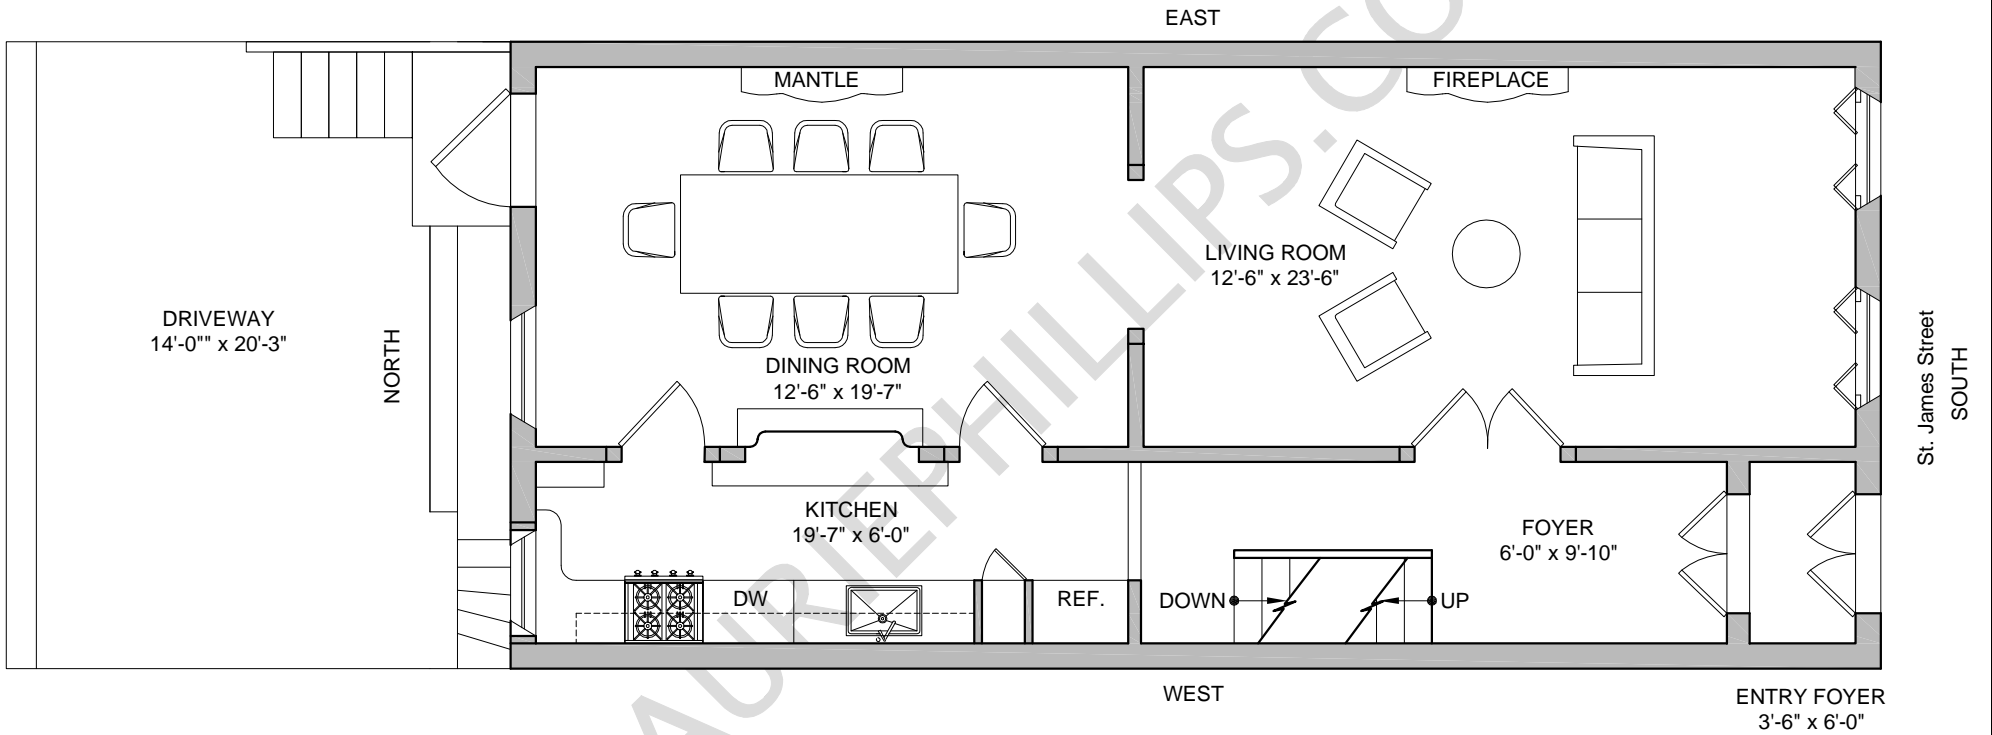 EAST
MANTLE
FIREPLACE
LIVING ROOM
12'-6" x 23'-6"
DRIVEWAY
14'-0"" x 20'-3"
NORTH
DINING ROOM
12'-6" x 19'-7"
St. James Street
SOUTH
KITCHEN
19'-7" x 6'-0"
FOYER
6'-0" x 9'-10"
DW
REF.
DOWN
UP
WEST
ENTRY FOYER
3'-6" x 6'-0"
AURIEPHILLIPS.CO